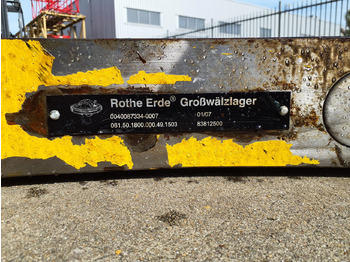 Rothe Erde® Großwälzlager
0040087334-0007 01/07
061.50.1800.000.49.1503 83812500